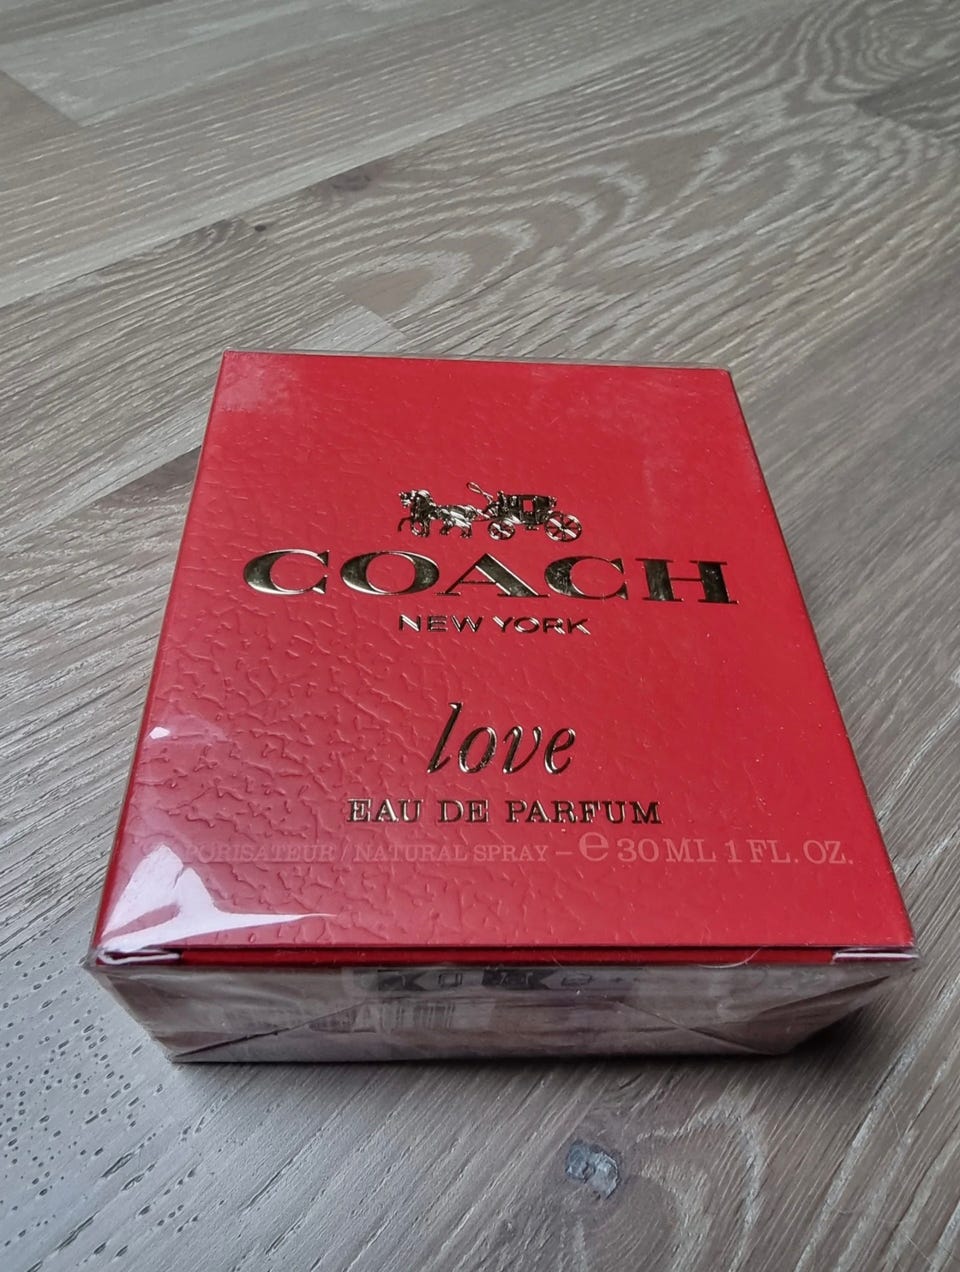 COACH
NEW YORK
love
EAU DE PARFUM
NATURAL SPRAY - e 30 ML 1 FL. OZ.